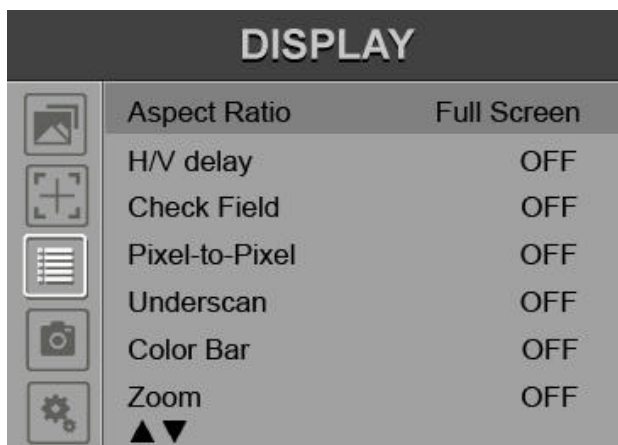 DISPLAY
Aspect Ratio Full Screen
H/V delay OFF
Check Field OFF
Pixel-to-Pixel OFF
Underscan OFF
Color Bar OFF
Zoom OFF
▲▼